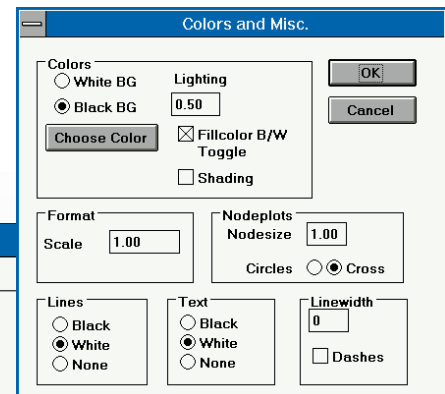 Colors and Misc.
Colors
White BG
Lighting
OK
Black BG
0.50
Cancel
Choose Color
Fillcolor B/W
Toggle
Shading
Format
Nodeplots
Scale
1.00
Nodesize
1.00
Circles
Cross
Lines
Text
Linewidth
Black
Black
0
White
White
None
None
Dashes